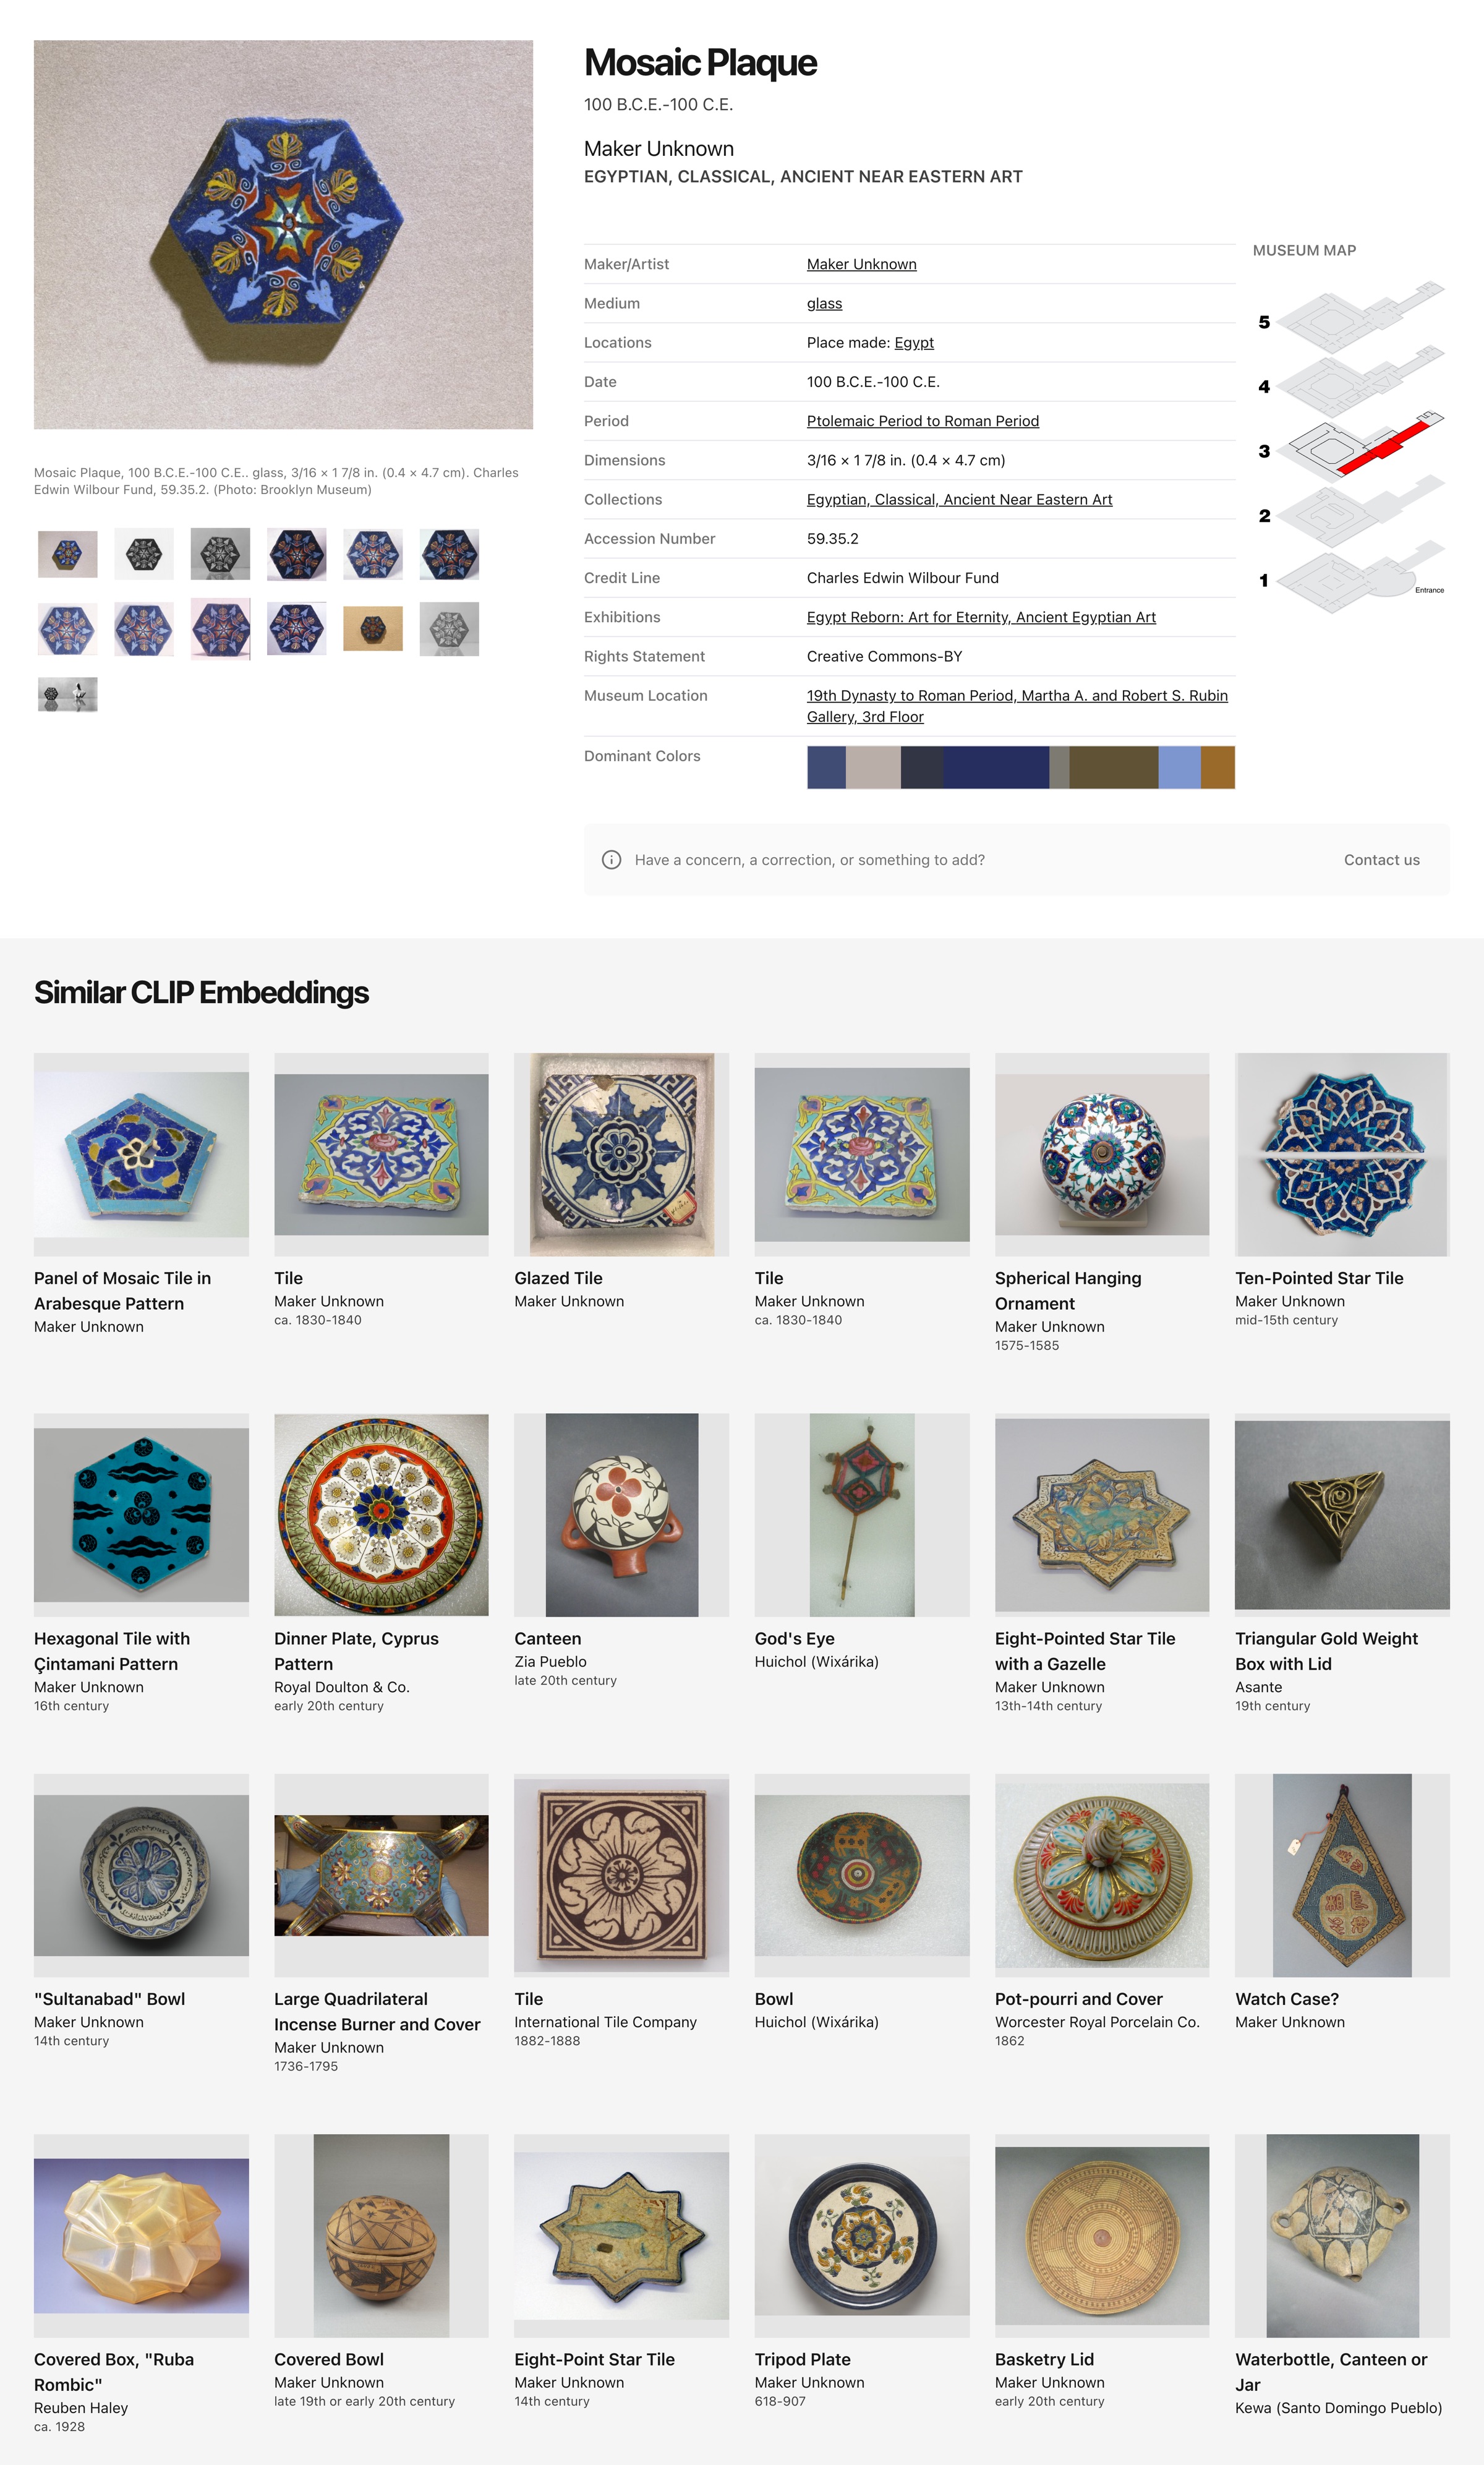 Mosaic Plaque
100 B.C.E.-100 C.E.
Maker Unknown
EGYPTIAN, CLASSICAL, ANCIENT NEAR EASTERN ART
Maker/Artist Maker Unknown
Medium glass
Locations Place made: Egypt
Date 100 B.C.E.-100 C.E.
Period Ptolemaic Period to Roman Period
Dimensions 3/16 × 1 7/8 in. (0.4 × 4.7 cm)
Collections Egyptian, Classical, Ancient Near Eastern Art
Accession Number 59.35.2
Credit Line Charles Edwin Wilbour Fund
Exhibitions Egypt Reborn: Art for Eternity, Ancient Egyptian Art
Rights Statement Creative Commons-BY
Museum Location 19th Dynasty to Roman Period, Martha A. and Robert S. Rubin
Gallery, 3rd Floor
Dominant Colors
MUSEUM MAP
5
4
3
2
1
Entrance
Mosaic Plaque, 100 B.C.E.-100 C.E.. glass, 3/16 × 1 7/8 in. (0.4 × 4.7 cm). Charles
Edwin Wilbour Fund, 59.35.2. (Photo: Brooklyn Museum)
Have a concern, a correction, or something to add? Contact us
Similar CLIP Embeddings
Panel of Mosaic Tile in
Arabesque Pattern
Maker Unknown
Tile
Maker Unknown
ca. 1830-1840
Glazed Tile
Maker Unknown
Tile
Maker Unknown
ca. 1830-1840
Spherical Hanging
Ornament
Maker Unknown
1575-1585
Ten-Pointed Star Tile
Maker Unknown
mid-15th century
Hexagonal Tile with
Çintamani Pattern
Maker Unknown
16th century
Dinner Plate, Cyprus
Pattern
Royal Doulton & Co.
early 20th century
Canteen
Zia Pueblo
late 20th century
God's Eye
Huichol (Wixárika)
Eight-Pointed Star Tile
with a Gazelle
Maker Unknown
13th-14th century
Triangular Gold Weight
Box with Lid
Asante
19th century
"Sultanabad" Bowl
Maker Unknown
14th century
Large Quadrilateral
Incense Burner and Cover
Maker Unknown
1736-1795
Tile
International Tile Company
1882-1888
Bowl
Huichol (Wixárika)
Pot-pourri and Cover
Worcester Royal Porcelain Co.
1862
Watch Case?
Maker Unknown
Covered Box, "Ruba
Rombic"
Reuben Haley
ca. 1928
Covered Bowl
Maker Unknown
late 19th or early 20th century
Eight-Point Star Tile
Maker Unknown
14th century
Tripod Plate
Maker Unknown
618-907
Basketry Lid
Maker Unknown
early 20th century
Waterbottle, Canteen or
Jar
Kewa (Santo Domingo Pueblo)